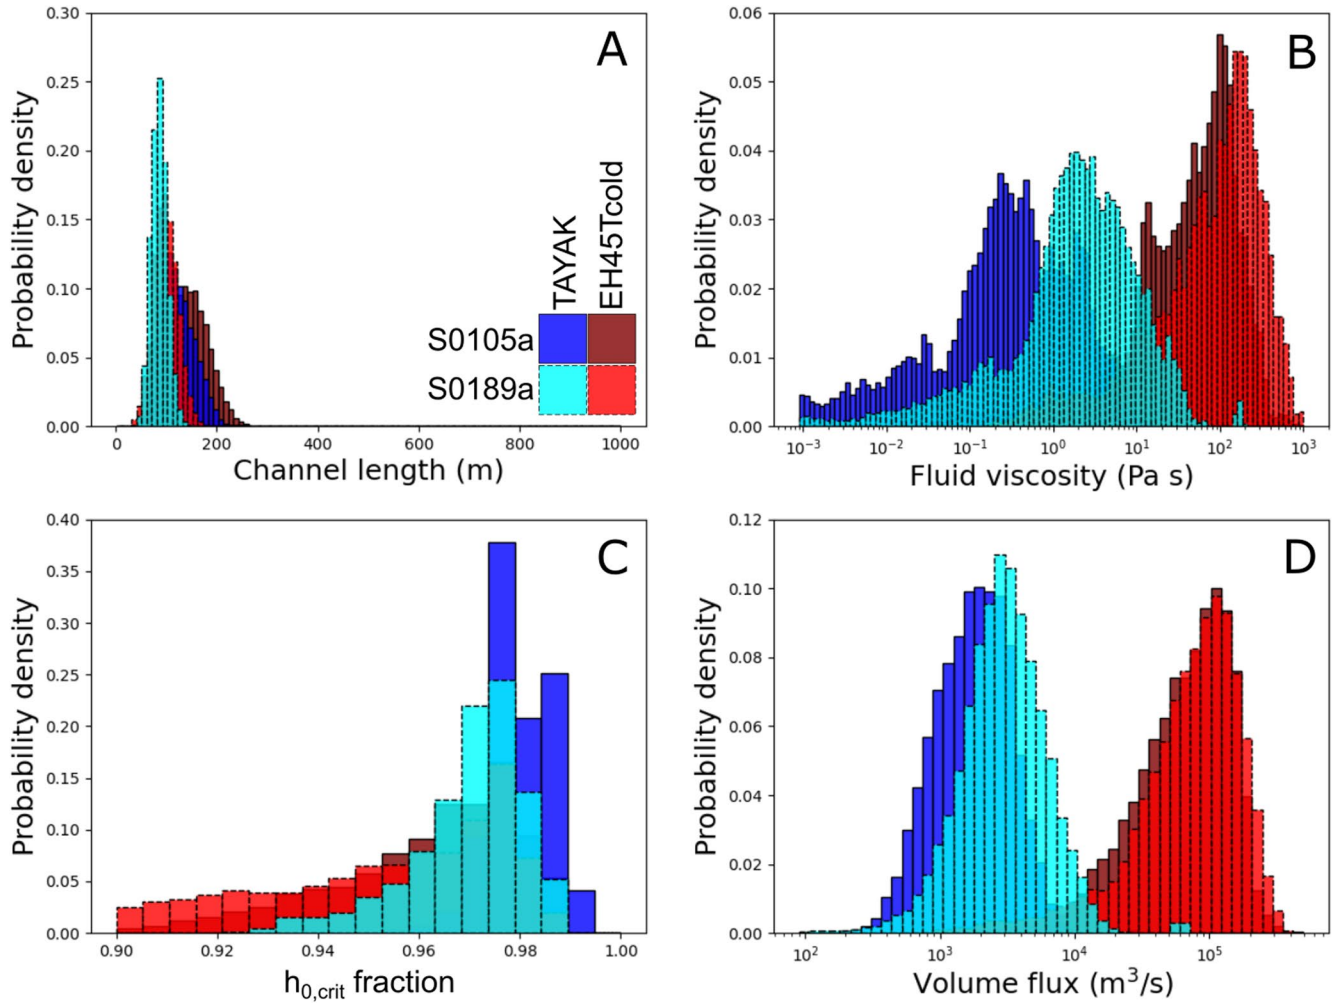 A
Probability density
0.30
0.25
0.20
0.15
0.10
0.05
0.00
0 200 400 600 800 1000
Channel length (m)
TAYAK
EH45Tcold
S0105a
S0189a
B
Probability density
0.06
0.05
0.04
0.03
0.02
0.01
0.00
10⁻³ 10⁻² 10⁻¹ 10⁰ 10¹ 10² 10³
Fluid viscosity (Pa s)
C
Probability density
0.40
0.35
0.30
0.25
0.20
0.15
0.10
0.05
0.00
0.90 0.92 0.94 0.96 0.98 1.00
h0,crit fraction
D
Probability density
0.12
0.10
0.08
0.06
0.04
0.02
0.00
10² 10³ 10⁴ 10⁵
Volume flux (m³/s)